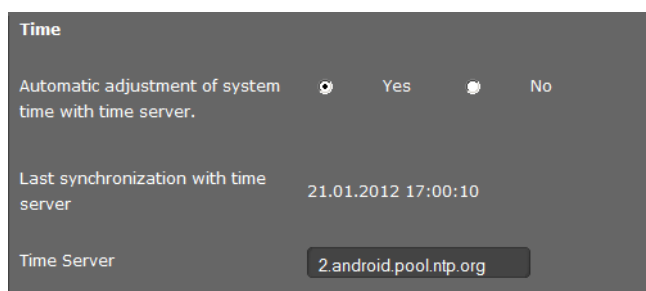 Time
Automatic adjustment of system
time with time server.
Yes
No
Last synchronization with time
server
21.01.2012 17:00:10
Time Server
2.android.pool.ntp.org